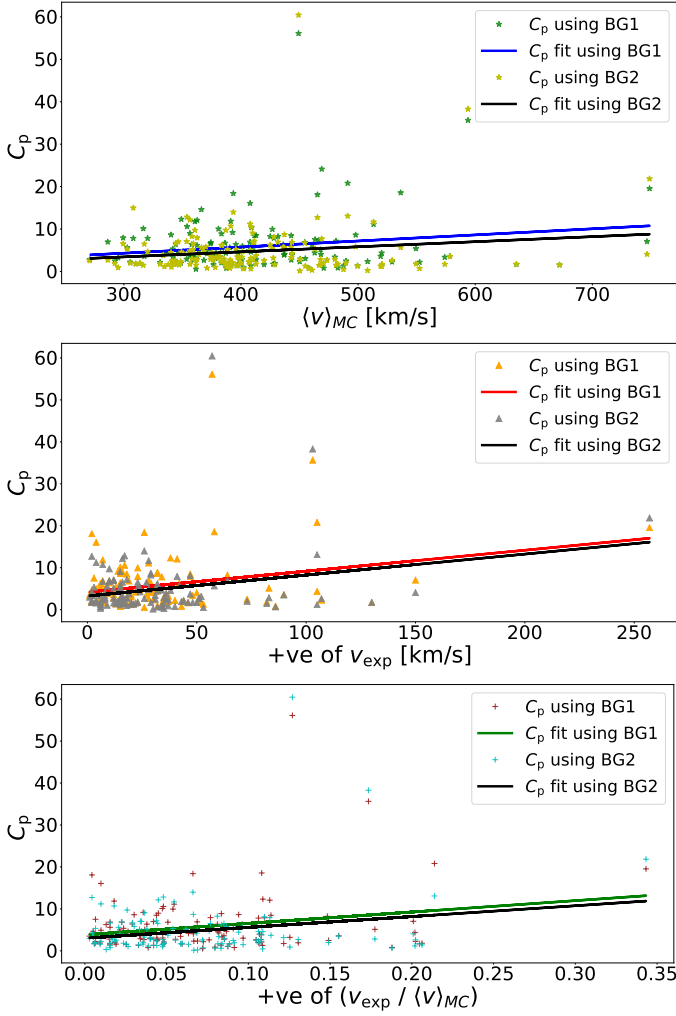 60
50
40
30
20
10
0
C_p
C_p using BG1
C_p fit using BG1
C_p using BG2
C_p fit using BG2
300 400 500 600 700
⟨v⟩_MC [km/s]
60
50
40
30
20
10
0
C_p
C_p using BG1
C_p fit using BG1
C_p using BG2
C_p fit using BG2
0 50 100 150 200 250
+ve of v_exp [km/s]
60
50
40
30
20
10
0
C_p
C_p using BG1
C_p fit using BG1
C_p using BG2
C_p fit using BG2
0.00 0.05 0.10 0.15 0.20 0.25 0.30 0.35
+ve of (v_exp / ⟨v⟩_MC)